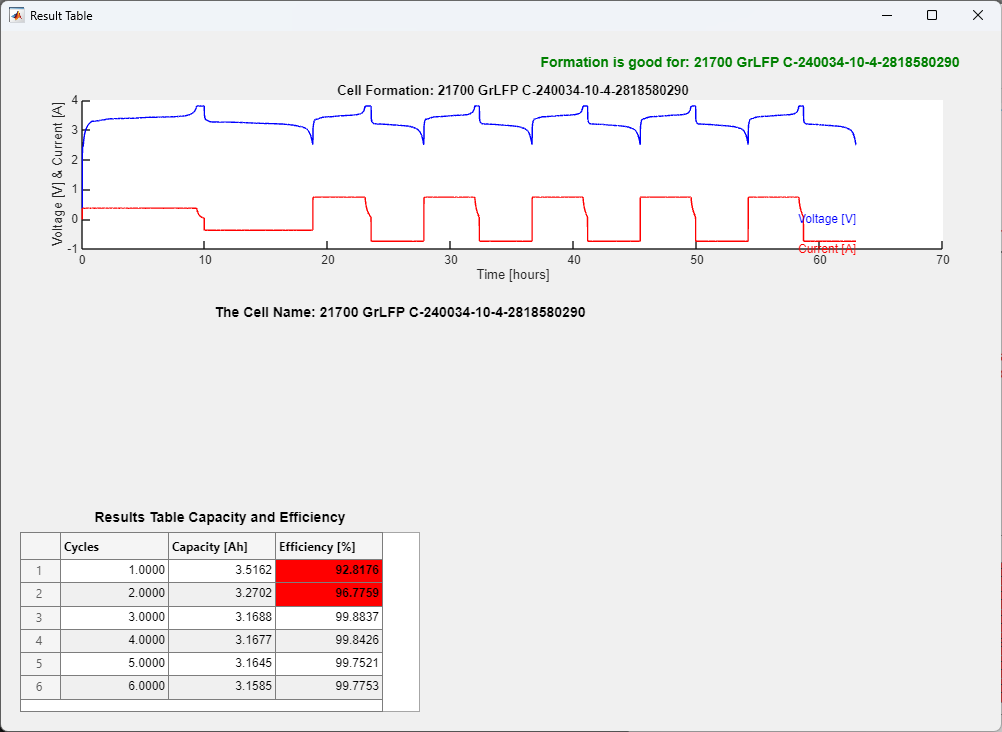 Result Table
Formation is good for: 21700 GrLFP C-240034-10-4-2818580290
Cell Formation: 21700 GrLFP C-240034-10-4-2818580290
Voltage [V] & Current [A]
4
3
2
1
0
-1
Voltage [V]
Current [A]
0 10 20 30 40 50 60 70
Time [hours]
The Cell Name: 21700 GrLFP C-240034-10-4-2818580290
Results Table Capacity and Efficiency
Cycles Capacity [Ah] Efficiency [%]
1 1.0000 3.5162 92.8176
2 2.0000 3.2702 96.7759
3 3.0000 3.1688 99.8837
4 4.0000 3.1677 99.8426
5 5.0000 3.1645 99.7521
6 6.0000 3.1585 99.7753